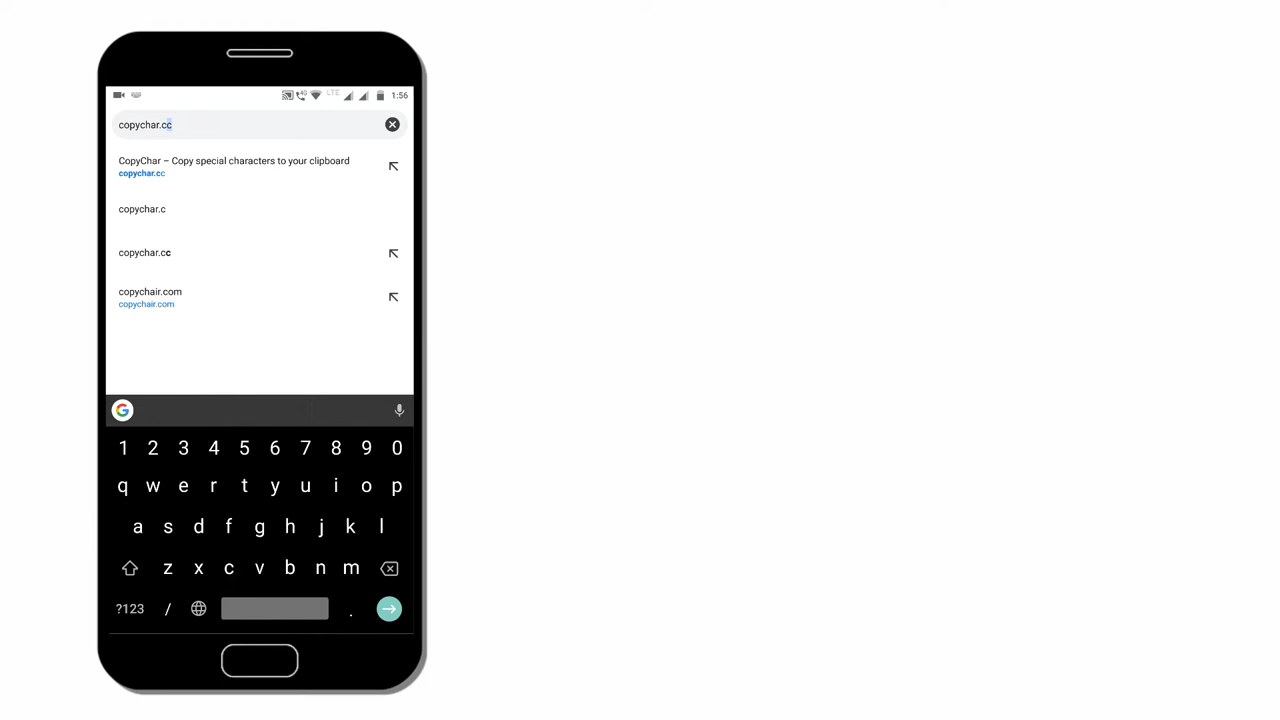 LTE 1:56
copychar.cc
CopyChar – Copy special characters to your clipboard
copychar.cc
copychar.c
copychar.cc
copychair.com
copychair.com
G
1 2 3 4 5 6 7 8 9 0
q w e r t y u i o p
a s d f g h j k l
z x c v b n m
?123 / .